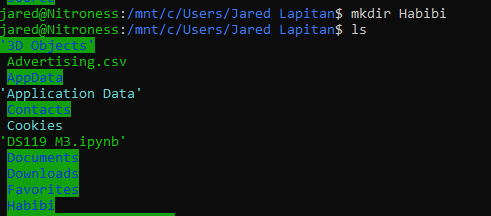 jared@Nitroness:/mnt/c/Users/Jared Lapitan$ mkdir Habibi
jared@Nitroness:/mnt/c/Users/Jared Lapitan$ ls
'3D Objects'
Advertising.csv
AppData
'Application Data'
Contacts
Cookies
'DS119 M3.ipynb'
Documents
Downloads
Favorites
Habibi